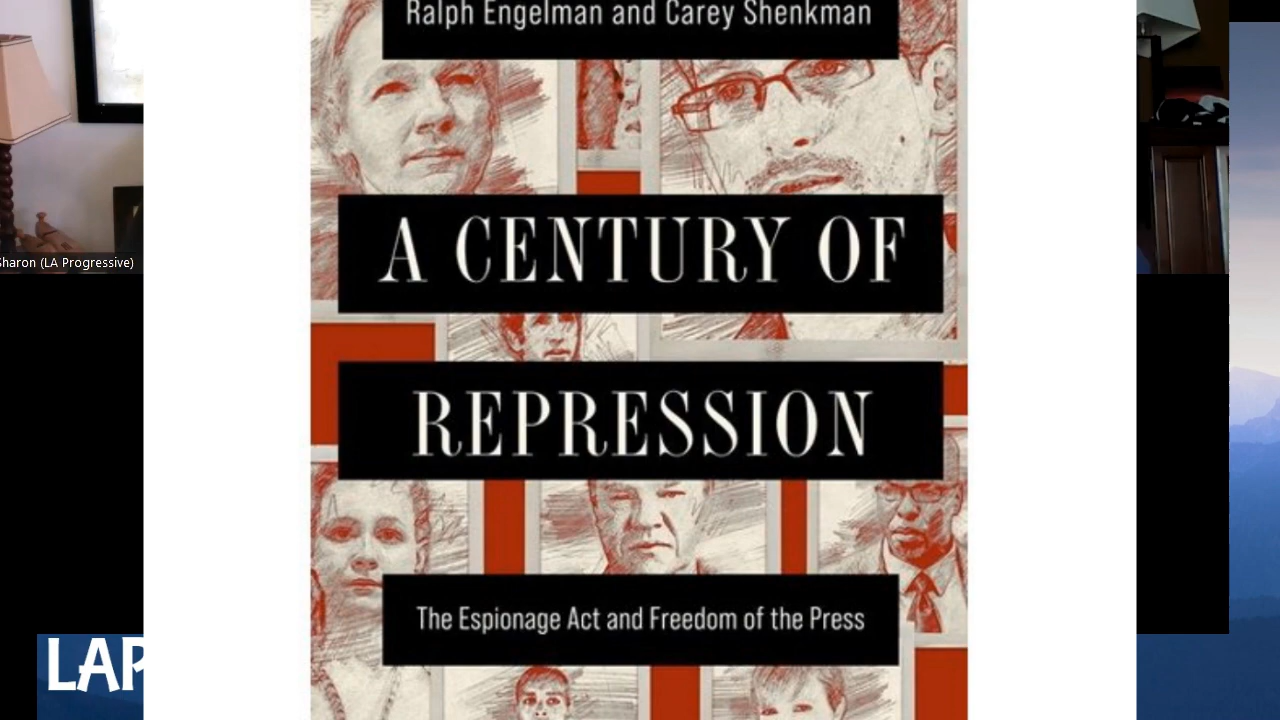 Ralph Engelman and Carey Shenkman
A CENTURY OF
REPRESSION
The Espionage Act and Freedom of the Press
Sharon (LA Progressive)
LAP